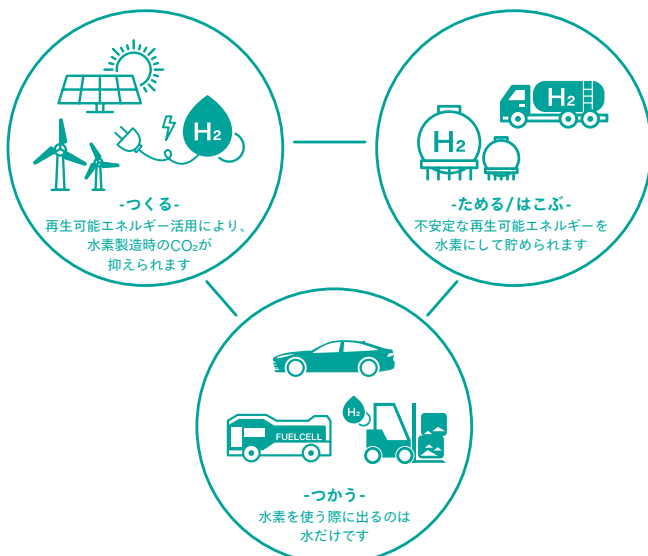 H₂
-つくる-
再生可能エネルギー活用により、
水素製造時のCO₂が
抑えられます
H₂
H₂
-ためる/はこぶ-
不安定な再生可能エネルギーを
水素にして貯められます
H₂
FUELCELL
-つかう-
水素を使う際に出るのは
水だけです